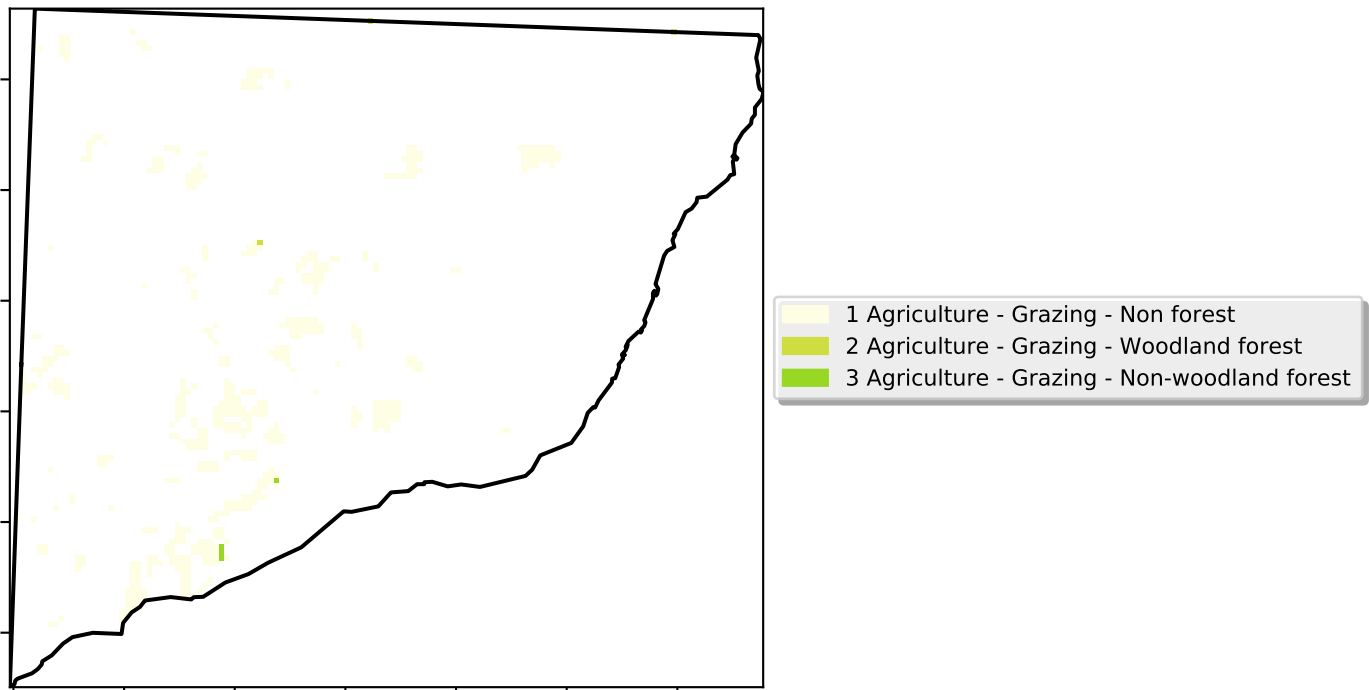 1 Agriculture - Grazing - Non forest
2 Agriculture - Grazing - Woodland forest
3 Agriculture - Grazing - Non-woodland forest